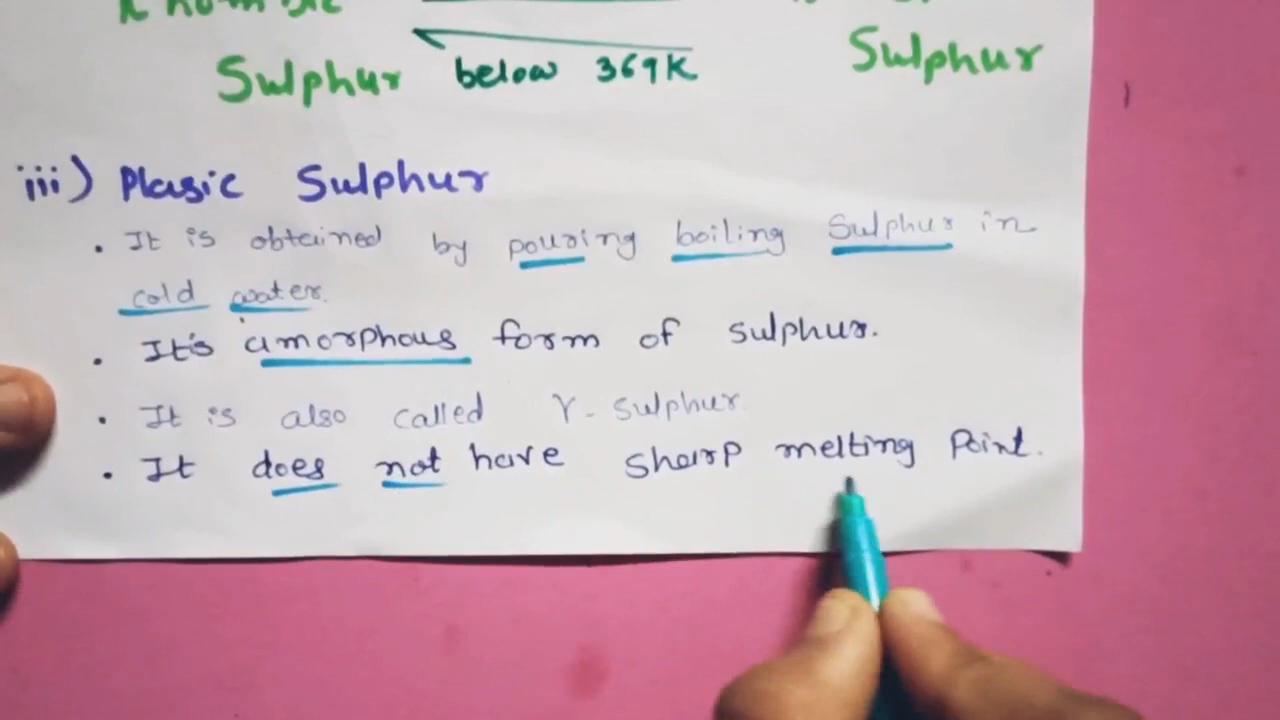 Sulphur below 369K Sulphur
iii) Plasic Sulphur
. It is obtained by pouring boiling Sulphur in
cold water.
. It's amorphous form of sulphur.
. It is also called γ-sulphur
. It does not have sharp melting Point.